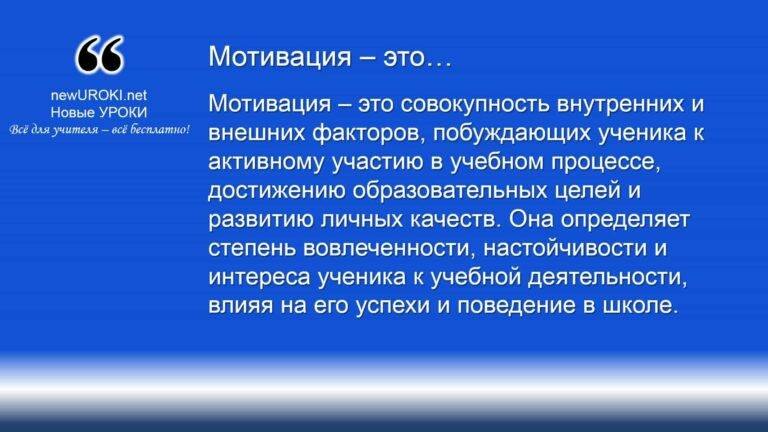 newUROKI.net
Новые УРОКИ
Всё для учителя – всё бесплатно!
Мотивация – это…
Мотивация – это совокупность внутренних и
внешних факторов, побуждающих ученика к
активному участию в учебном процессе,
достижению образовательных целей и
развитию личных качеств. Она определяет
степень вовлеченности, настойчивости и
интереса ученика к учебной деятельности,
влияя на его успехи и поведение в школе.